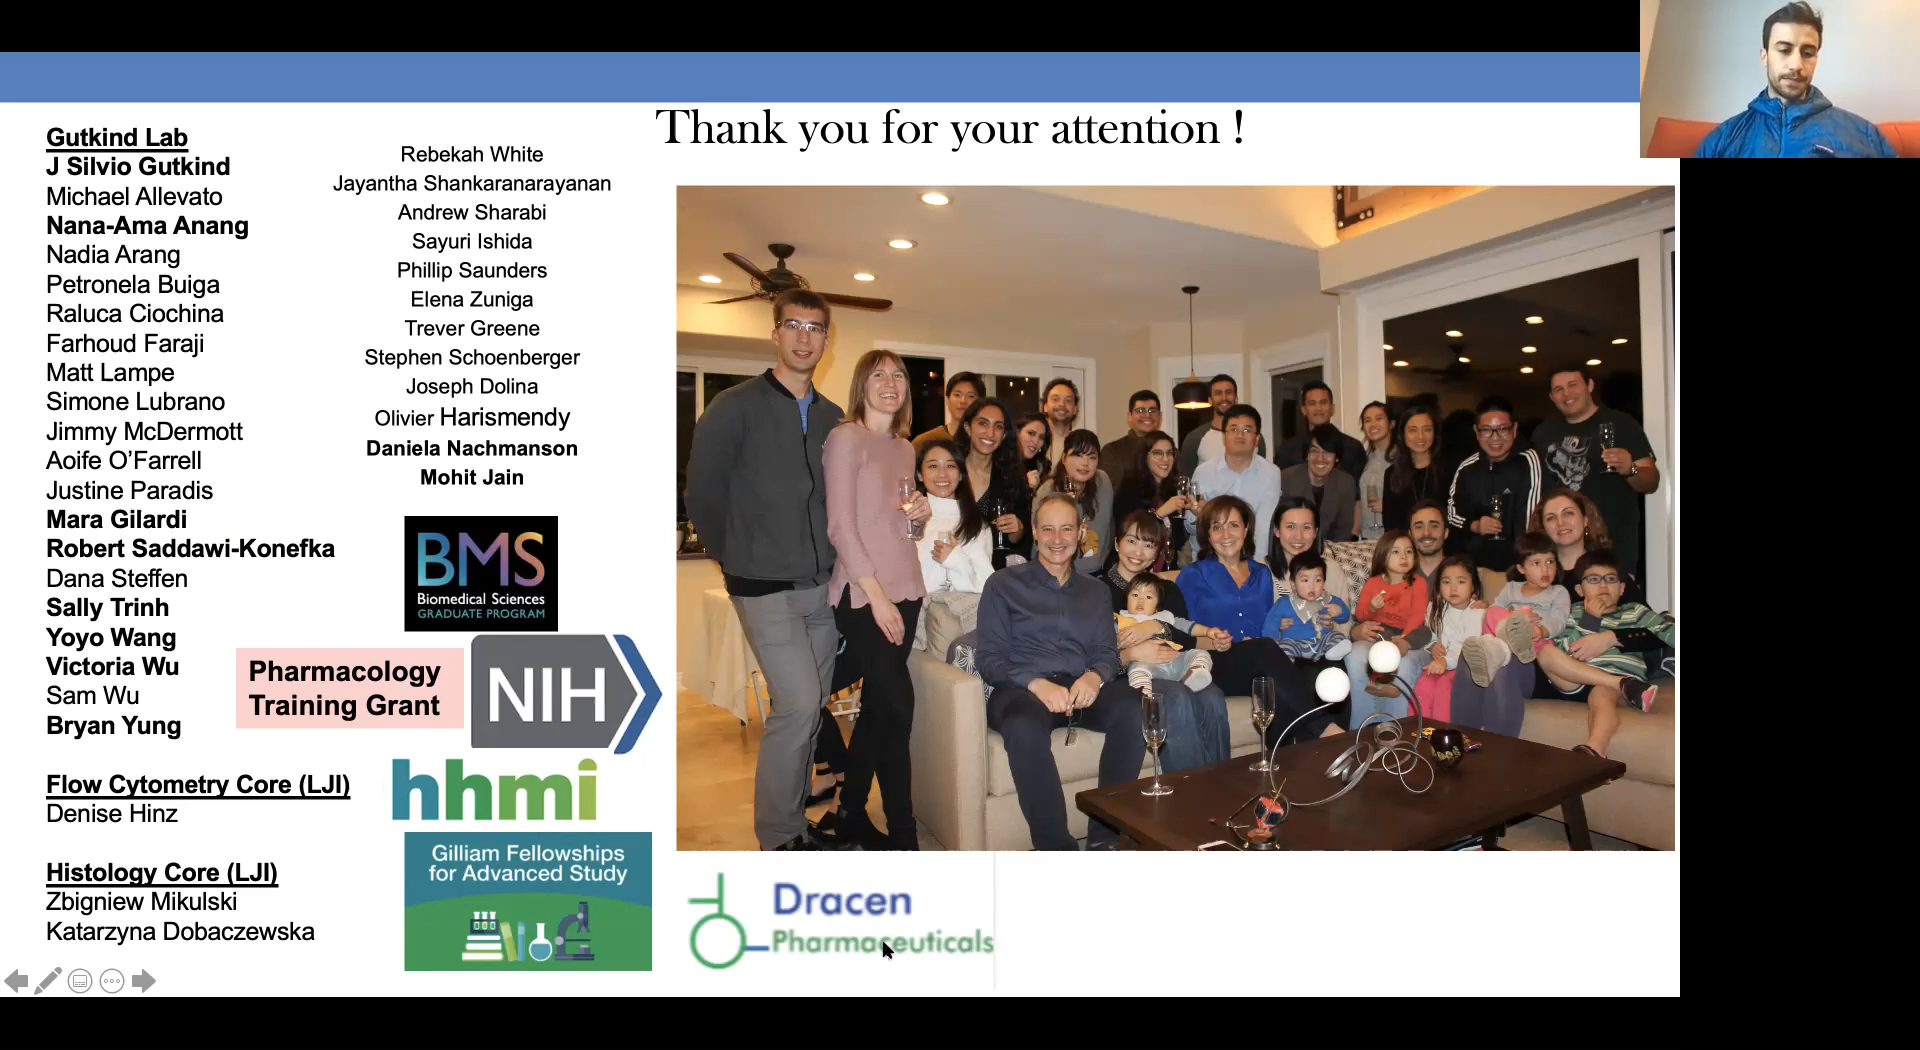 Thank you for your attention !
Gutkind Lab
J Silvio Gutkind
Michael Allevato
Nana-Ama Anang
Nadia Arang
Petronela Buiga
Raluca Ciochina
Farhoud Faraji
Matt Lampe
Simone Lubrano
Jimmy McDermott
Aoife O’Farrell
Justine Paradis
Mara Gilardi
Robert Saddawi-Konefka
Dana Steffen
Sally Trinh
Yoyo Wang
Victoria Wu
Sam Wu
Bryan Yung
Flow Cytometry Core (LJI)
Denise Hinz
Histology Core (LJI)
Zbigniew Mikulski
Katarzyna Dobaczewska
Rebekah White
Jayantha Shankaranarayanan
Andrew Sharabi
Sayuri Ishida
Phillip Saunders
Elena Zuniga
Trever Greene
Stephen Schoenberger
Joseph Dolina
Olivier Harismendy
Daniela Nachmanson
Mohit Jain
BMS
Biomedical Sciences
GRADUATE PROGRAM
Pharmacology
Training Grant
NIH
hhmi
Gilliam Fellowships
for Advanced Study
Dracen
Pharmaceuticals